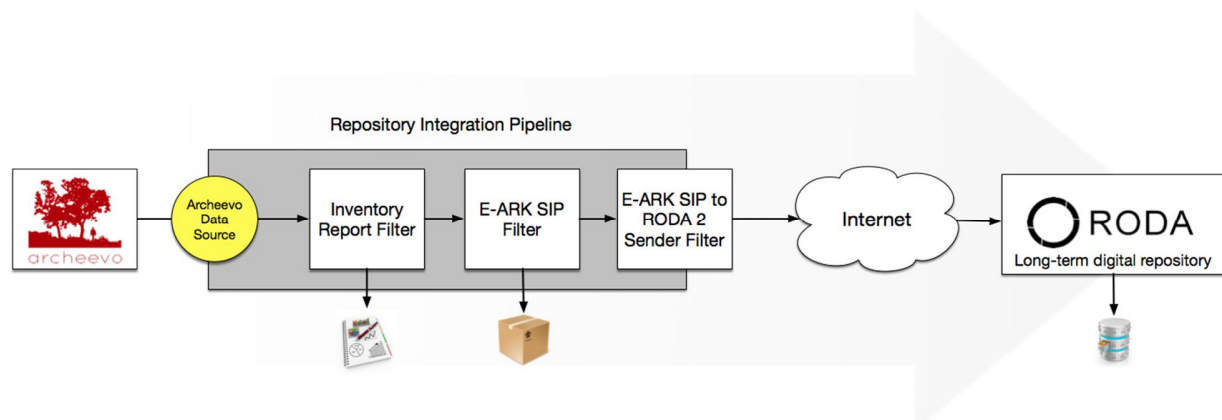 Repository Integration Pipeline
archeevo
Archeevo
Data
Source
Inventory
Report Filter
E-ARK SIP
Filter
E-ARK SIP to
RODA 2
Sender Filter
Internet
RODA
Long-term digital repository